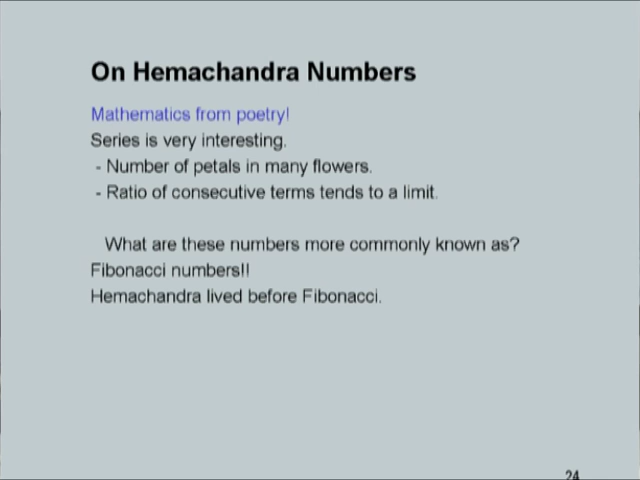 On Hemachandra Numbers
Mathematics from poetry!
Series is very interesting.
- Number of petals in many flowers.
- Ratio of consecutive terms tends to a limit.
What are these numbers more commonly known as?
Fibonacci numbers!!
Hemachandra lived before Fibonacci.
24